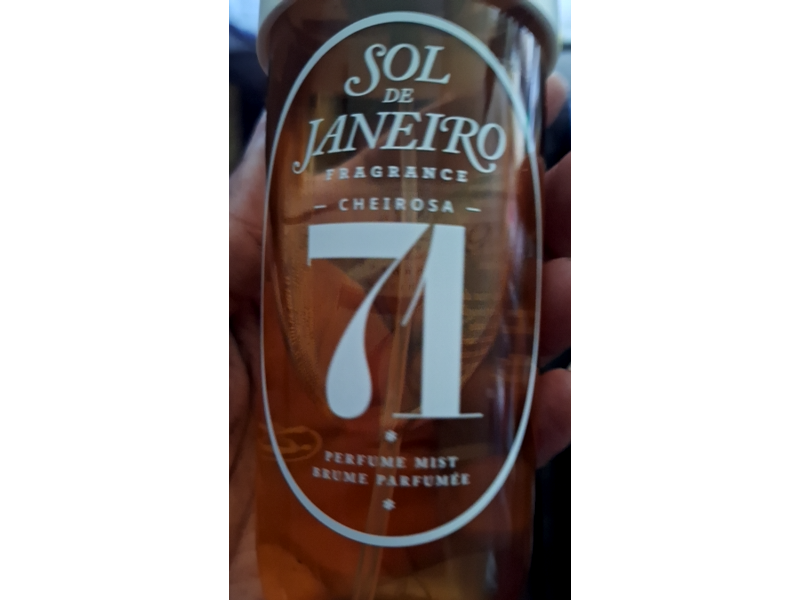 SOL
DE
JANEIRO
FRAGRANCE
— CHEIROSA —
71
*
PERFUME MIST
BRUME PARFUMÉE
*